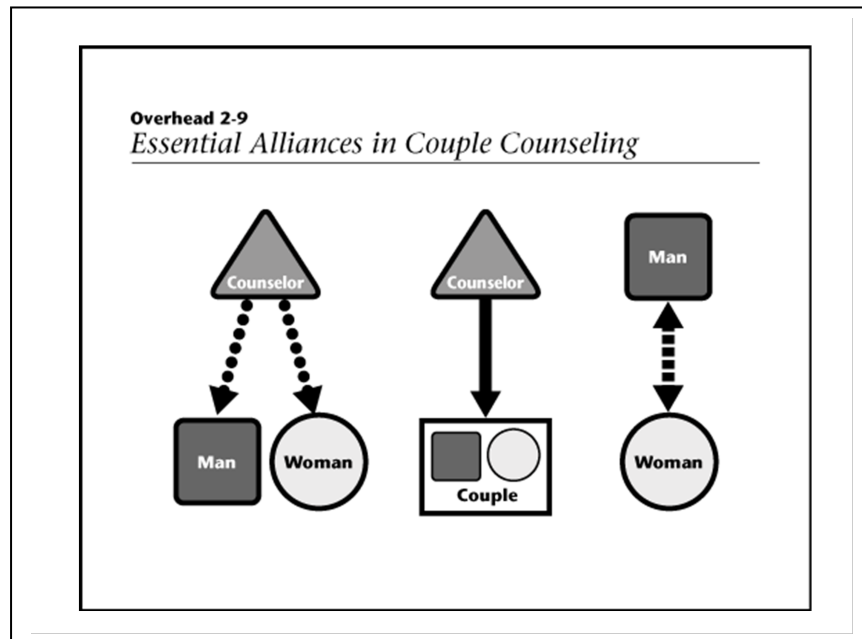 Overhead 2-9
Essential Alliances in Couple Counseling
Counselor
Counselor
Man
Man
Woman
Couple
Woman